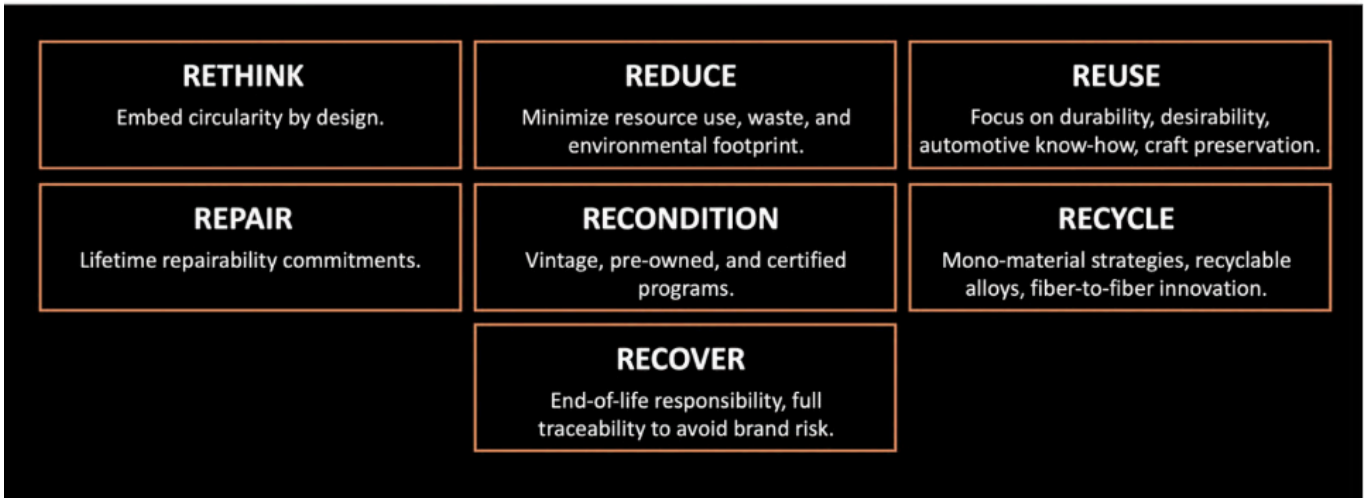 RETHINK
Embed circularity by design.
REDUCE
Minimize resource use, waste, and
environmental footprint.
REUSE
Focus on durability, desirability,
automotive know-how, craft preservation.
REPAIR
Lifetime repairability commitments.
RECONDITION
Vintage, pre-owned, and certified
programs.
RECYCLE
Mono-material strategies, recyclable
alloys, fiber-to-fiber innovation.
RECOVER
End-of-life responsibility, full
traceability to avoid brand risk.